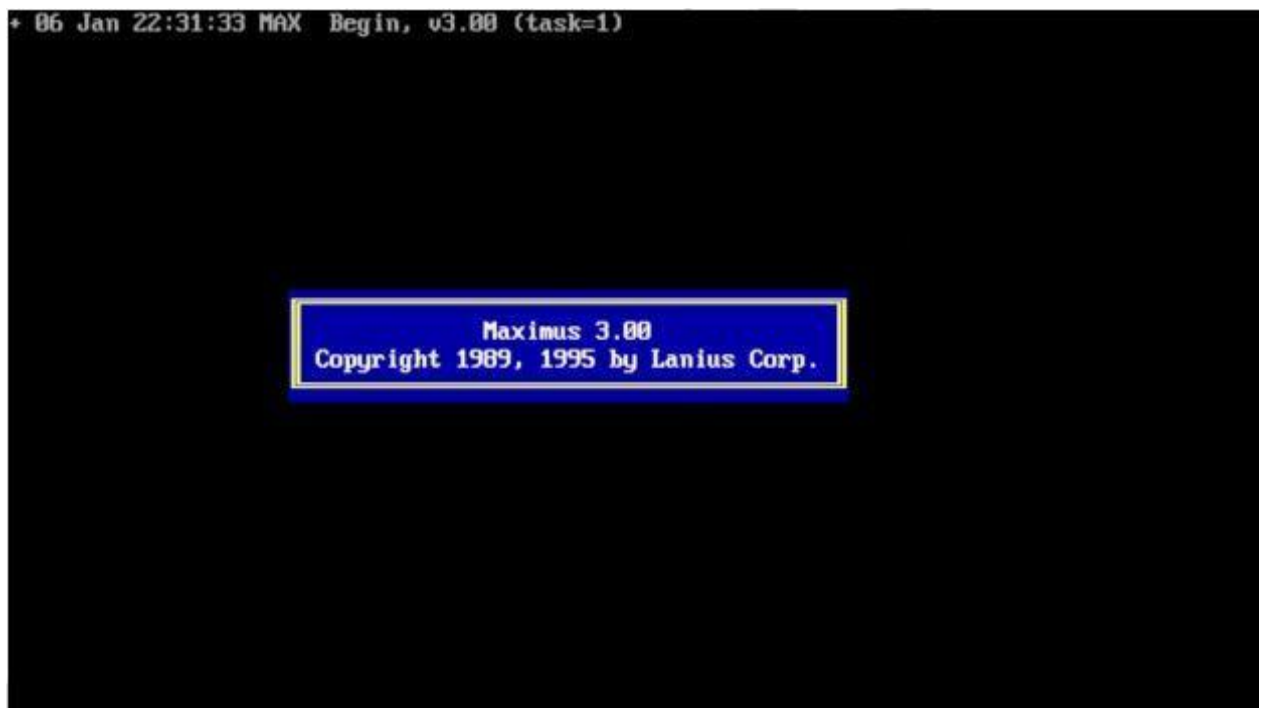 + 06 Jan 22:31:33 MAX Begin, v3.00 (task=1)
Maximus 3.00
Copyright 1989, 1995 by Lanius Corp.